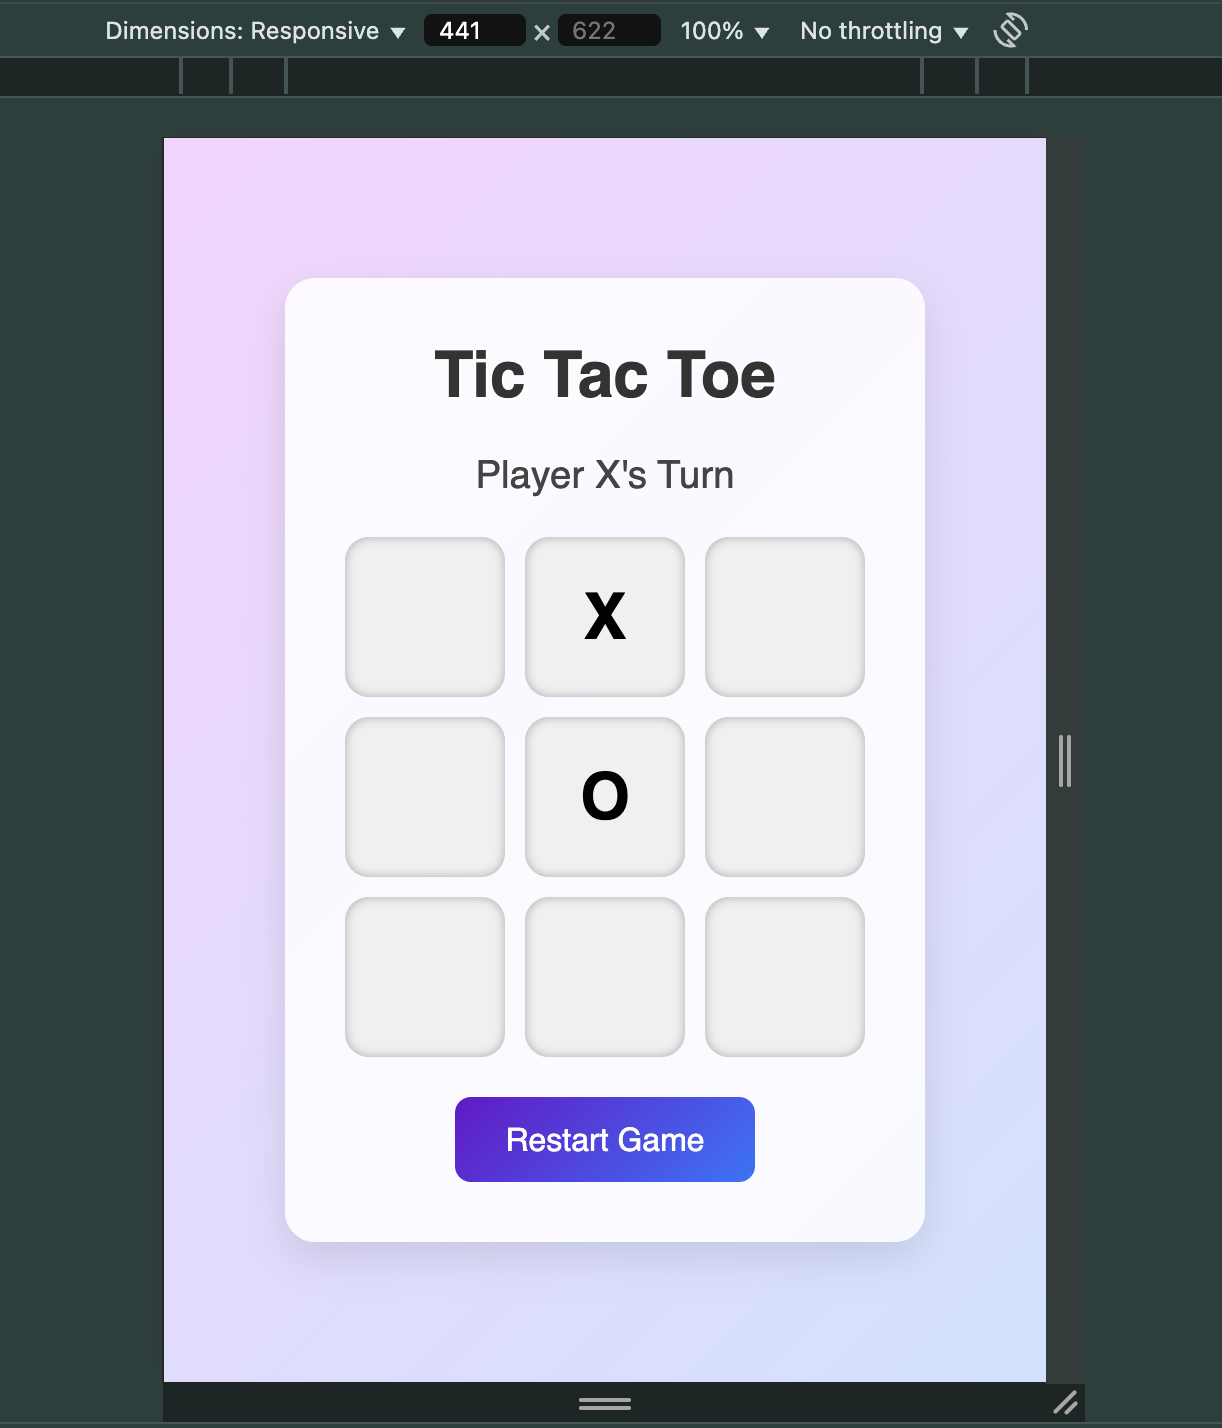 Dimensions: Responsive ▼ 441 × 622 100% ▼ No throttling ▼
Tic Tac Toe
Player X's Turn
X
O
Restart Game